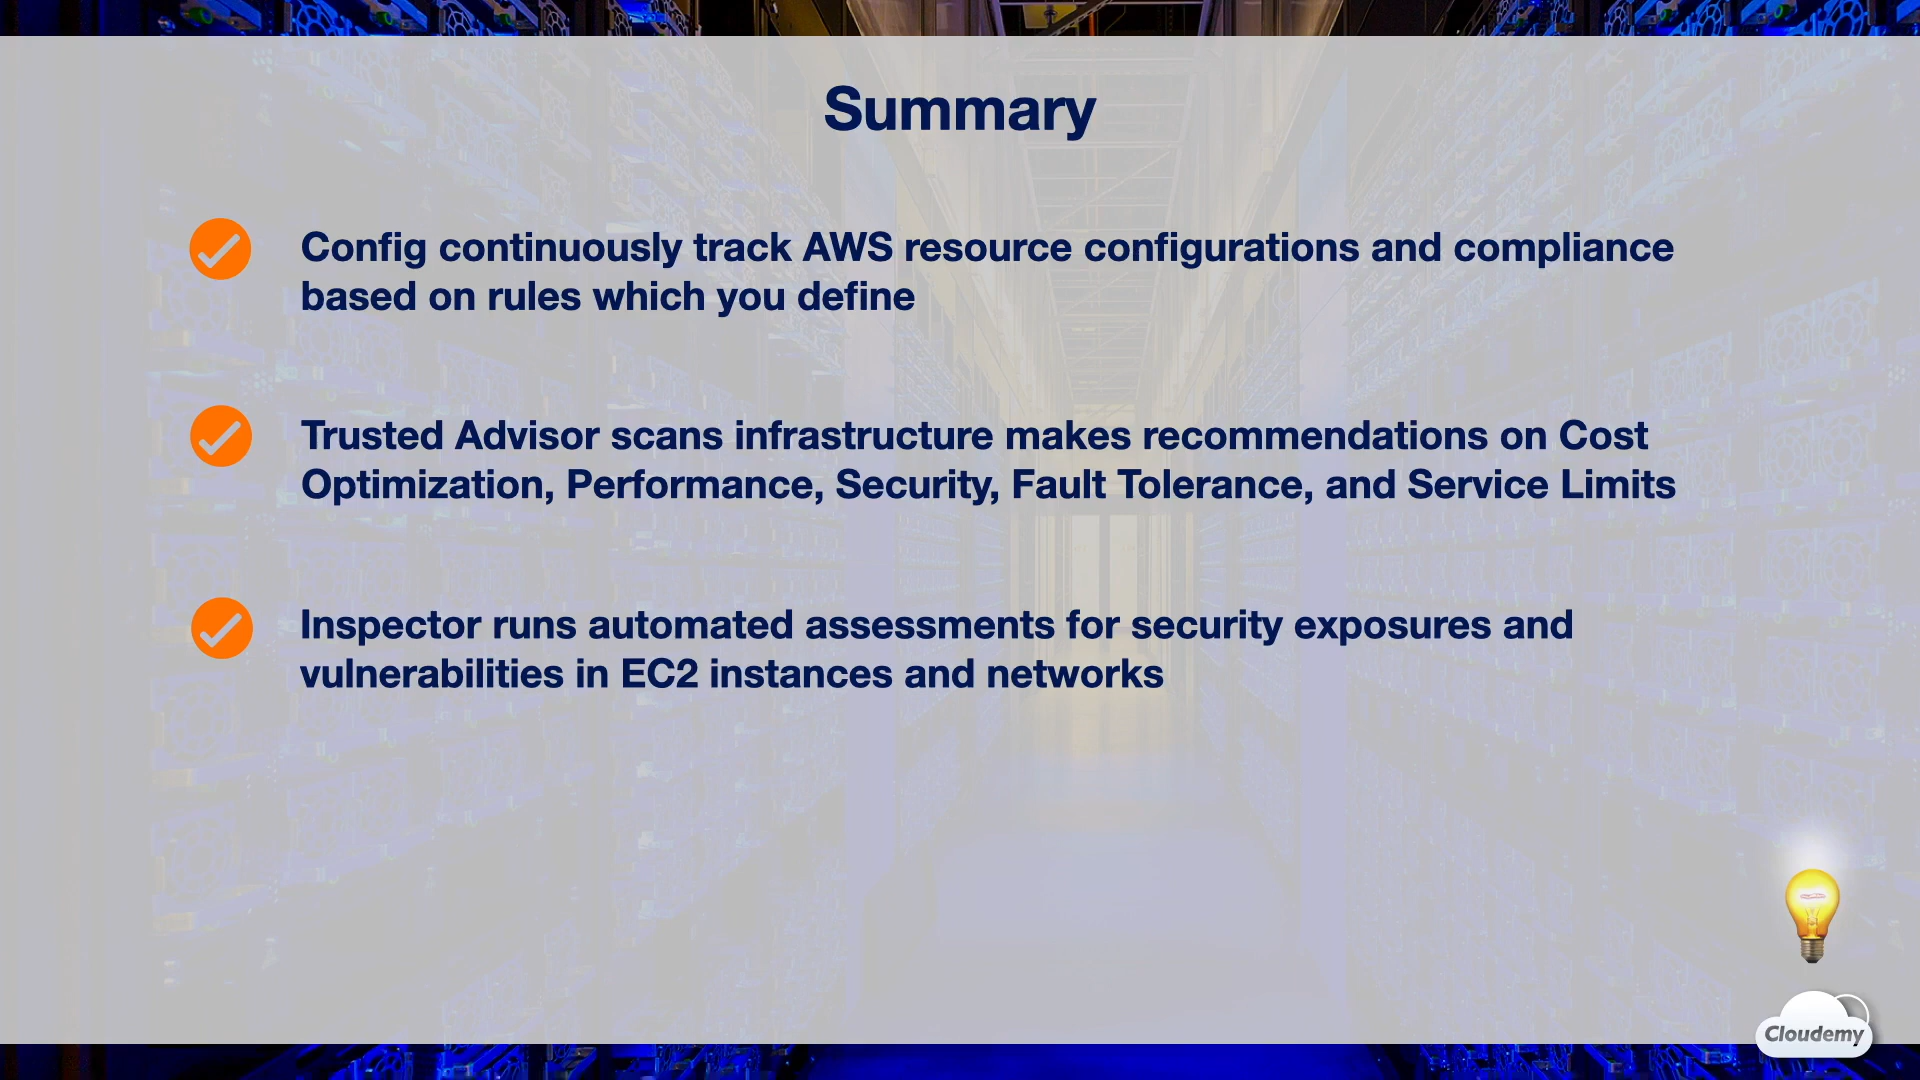 Summary
Config continuously track AWS resource configurations and compliance
based on rules which you define
Trusted Advisor scans infrastructure makes recommendations on Cost
Optimization, Performance, Security, Fault Tolerance, and Service Limits
Inspector runs automated assessments for security exposures and
vulnerabilities in EC2 instances and networks
Cloudemy